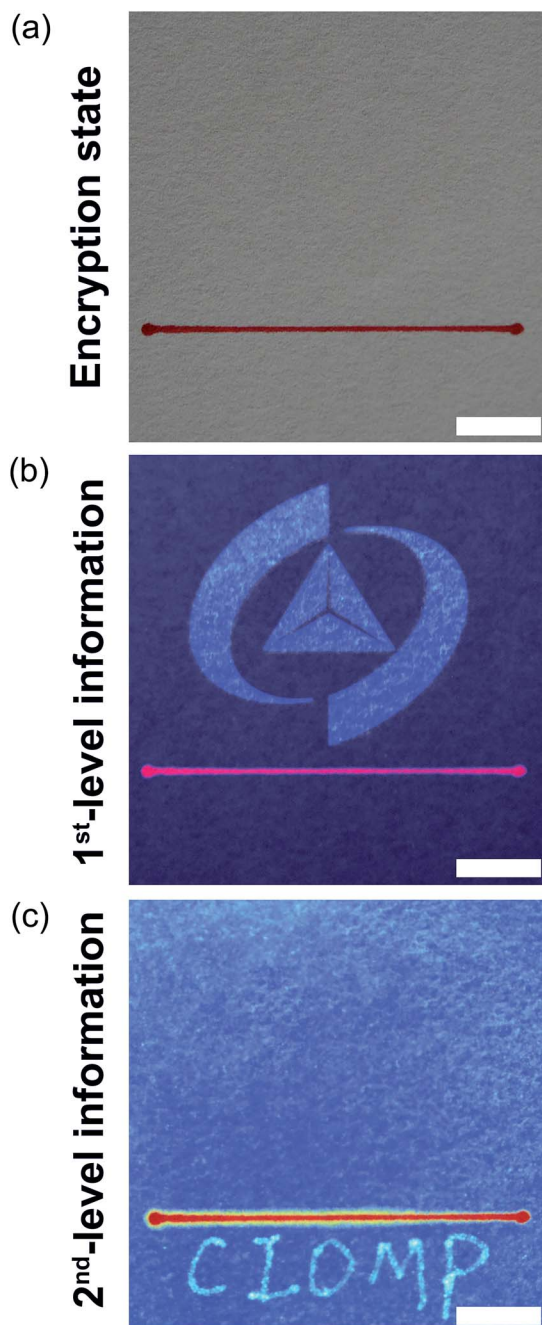 (a)
Encryption state
(b)
1st-level information
(c)
2nd-level information
CIOMP